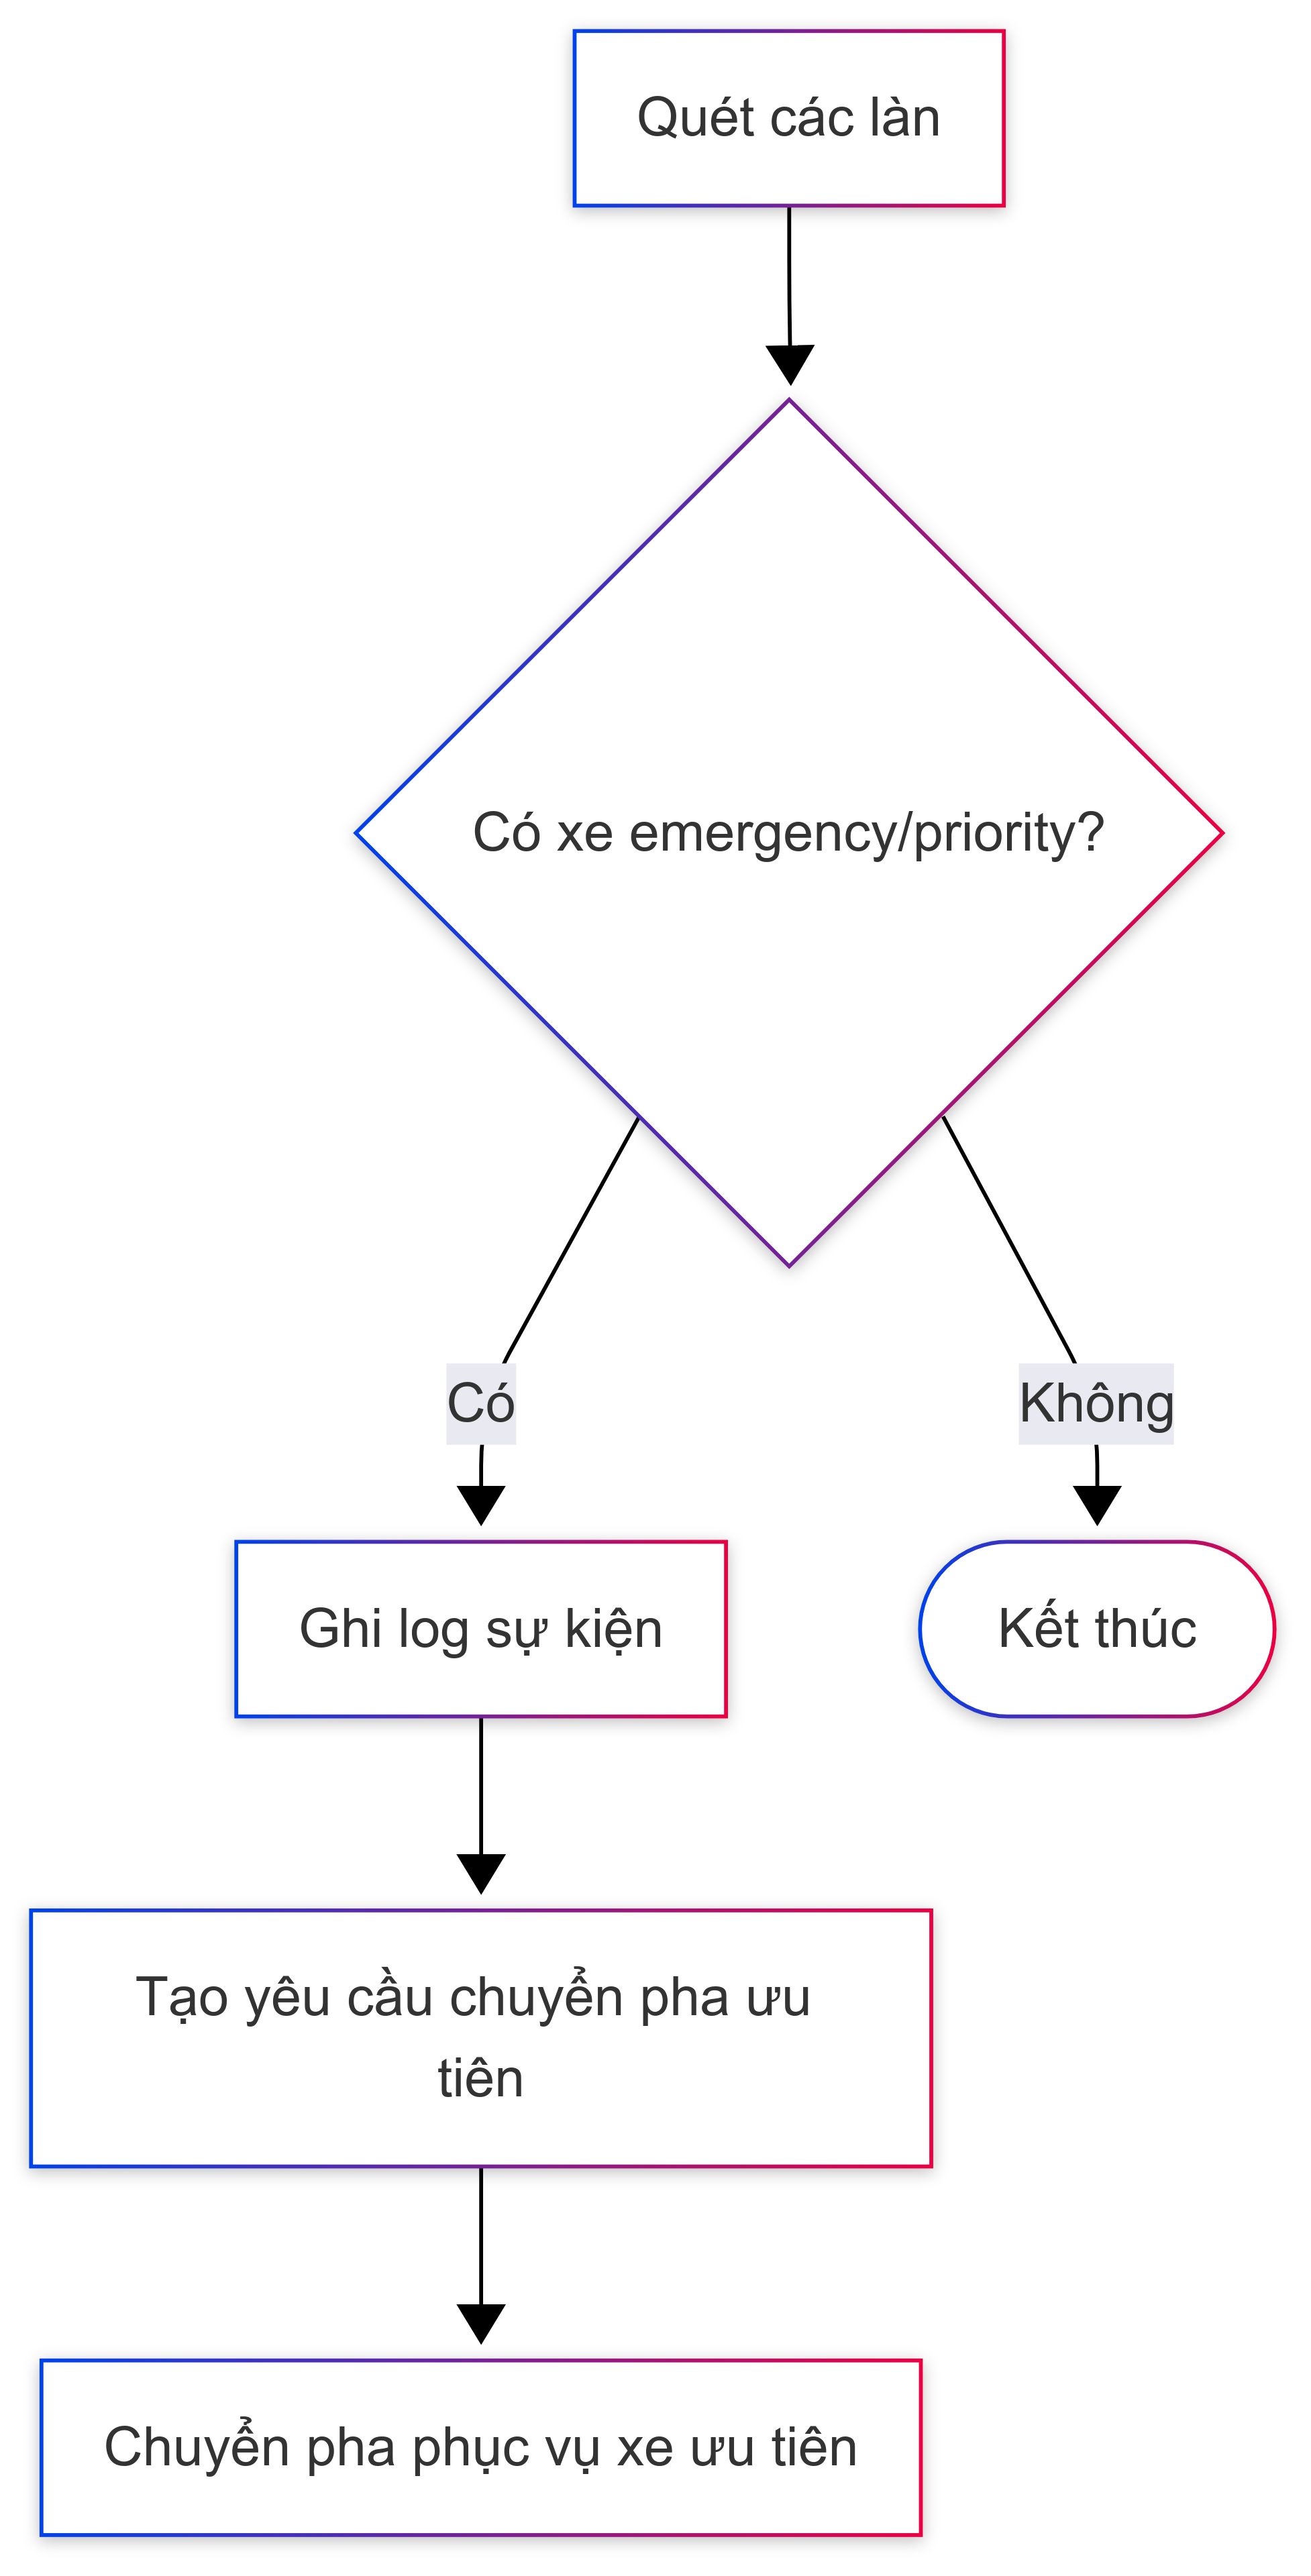 Quét các làn
Có xe emergency/priority?
Có
Không
Ghi log sự kiện
Kết thúc
Tạo yêu cầu chuyển pha ưu
tiên
Chuyển pha phục vụ xe ưu tiên